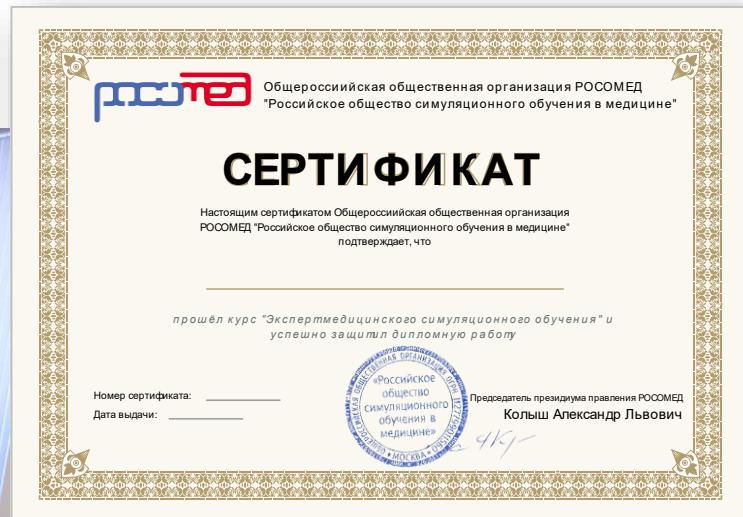 росомед
Общероссиийская общественная организация РОСОМЕД
"Российское общество симуляционного обучения в медицине"
СЕРТИФИКАТ
Настоящим сертификатом Общероссиийская общественная организация
РОСОМЕД "Российское общество симуляционного обучения в медицине"
подтверждает, что
прошёл курс "Эксперт медицинского симуляционного обучения" и
успешно защитил дипломную работу
«Российское
общество
симуляционного
обучения в
медицине»
МОСКВА
Номер сертификата:
Дата выдачи:
Председатель президиума правления РОСОМЕД
Колыш Александр Львович